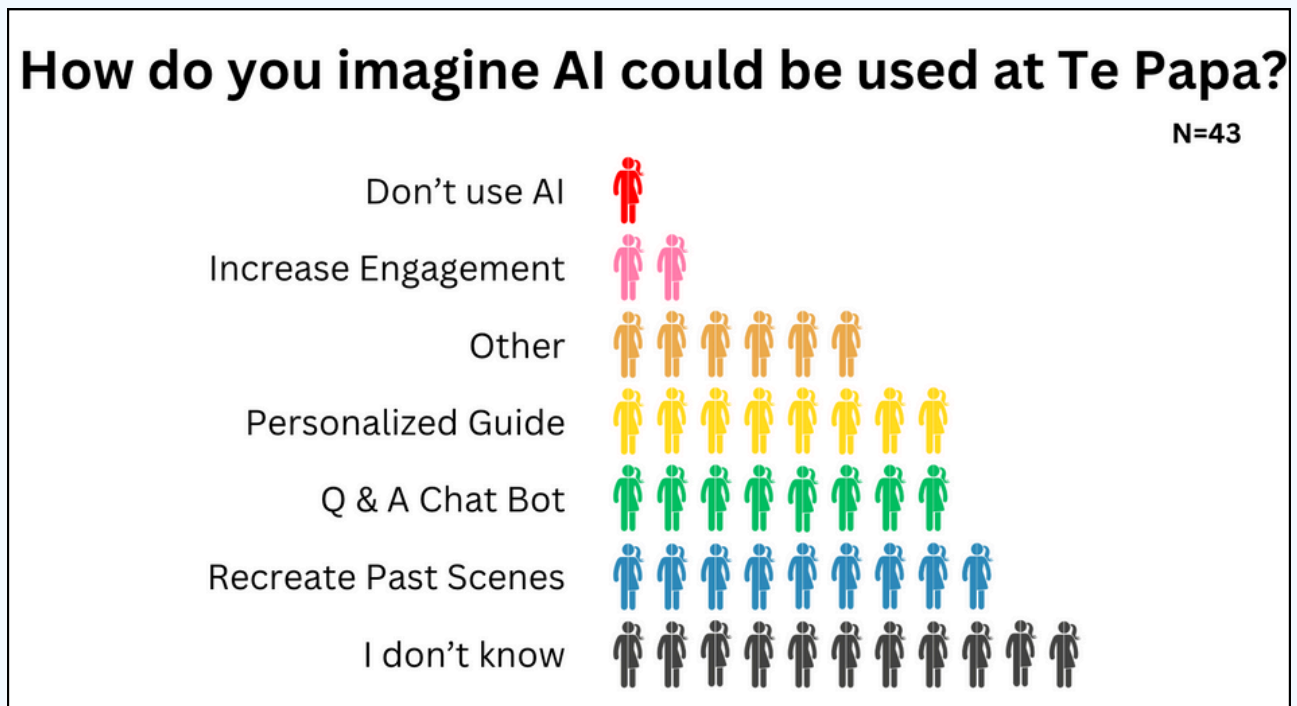 How do you imagine AI could be used at Te Papa?
N=43
Don’t use AI
Increase Engagement
Other
Personalized Guide
Q & A Chat Bot
Recreate Past Scenes
I don’t know